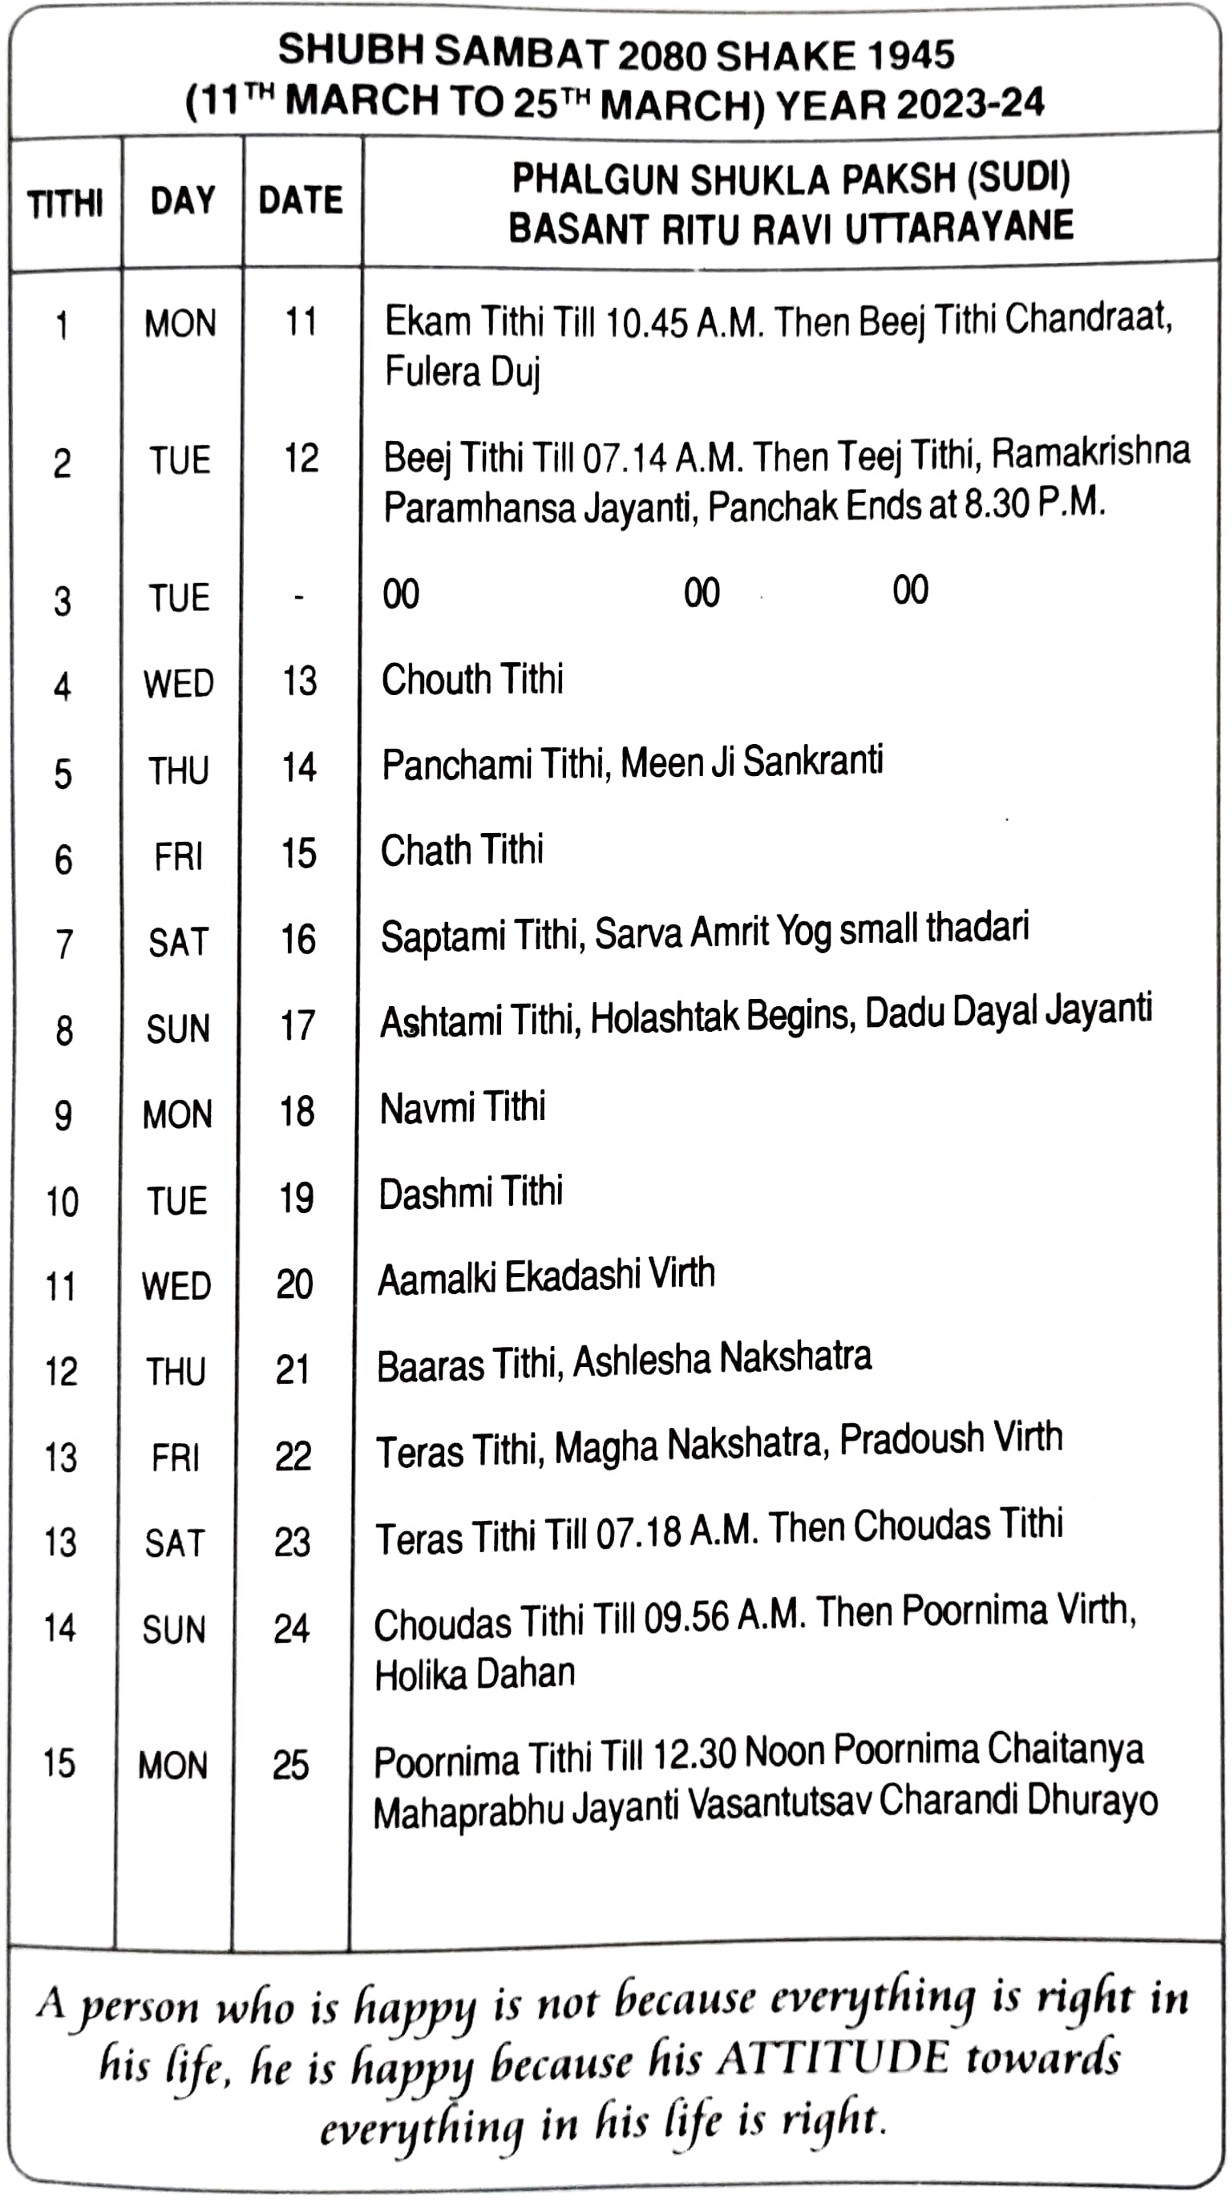 SHUBH SAMBAT 2080 SHAKE 1945
(11TH MARCH TO 25TH MARCH) YEAR 2023-24
TITHI DAY DATE PHALGUN SHUKLA PAKSH (SUDI)
BASANT RITU RAVI UTTARAYANE
1 MON 11 Ekam Tithi Till 10.45 A.M. Then Beej Tithi Chandraat,
Fulera Duj
2 TUE 12 Beej Tithi Till 07.14 A.M. Then Teej Tithi, Ramakrishna
Paramhansa Jayanti, Panchak Ends at 8.30 P.M.
3 TUE - 00 00 00
4 WED 13 Chouth Tithi
5 THU 14 Panchami Tithi, Meen Ji Sankranti
6 FRI 15 Chath Tithi
7 SAT 16 Saptami Tithi, Sarva Amrit Yog small thadari
8 SUN 17 Ashtami Tithi, Holashtak Begins, Dadu Dayal Jayanti
9 MON 18 Navmi Tithi
10 TUE 19 Dashmi Tithi
11 WED 20 Aamalki Ekadashi Virth
12 THU 21 Baaras Tithi, Ashlesha Nakshatra
13 FRI 22 Teras Tithi, Magha Nakshatra, Pradoush Virth
13 SAT 23 Teras Tithi Till 07.18 A.M. Then Choudas Tithi
14 SUN 24 Choudas Tithi Till 09.56 A.M. Then Poornima Virth,
Holika Dahan
15 MON 25 Poornima Tithi Till 12.30 Noon Poornima Chaitanya
Mahaprabhu Jayanti Vasantutsav Charandi Dhurayo
A person who is happy is not because everything is right in
his life, he is happy because his ATTITUDE towards
everything in his life is right.